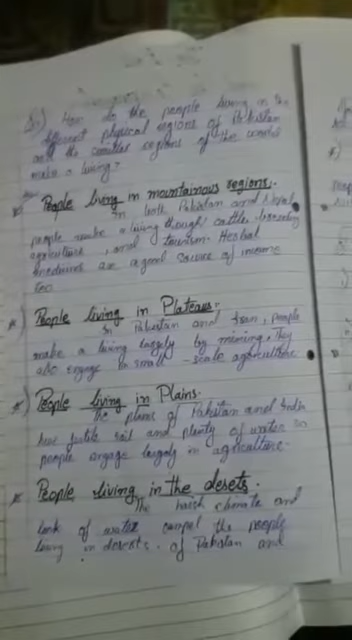 Q.) How do the people living in the
different physical regions of Pakistan
and the similar regions of the world
make a living?
People living in mountainous regions.
In both Pakistan and Nepal
people make a living though cattle-
agriculture, and tourism. Herbal
medicines are a good source of income
too
People living in Plateaus:-
In Pakistan and Iran, people
make a living largely by mining. They
also engage in small-scale agriculture
People living in Plains.
The plains of Pakistan and India
have fertile soil and plenty of water so
people engage largely in agriculture.
People living in the desets.
The harsh climate and
lack of water compel the people
living in deserts. of Pakistan and